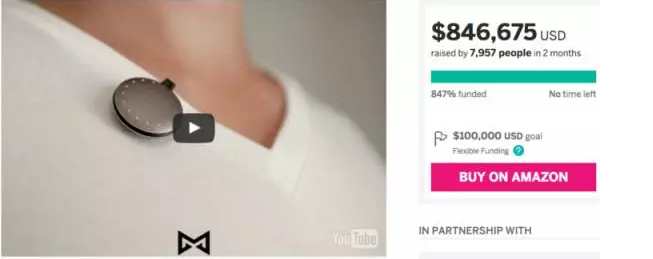 $846,675 USD
raised by 7,957 people in 2 months
847% funded No time left
$100,000 USD goal
Flexible Funding ?
BUY ON AMAZON
YouTube
IN PARTNERSHIP WITH